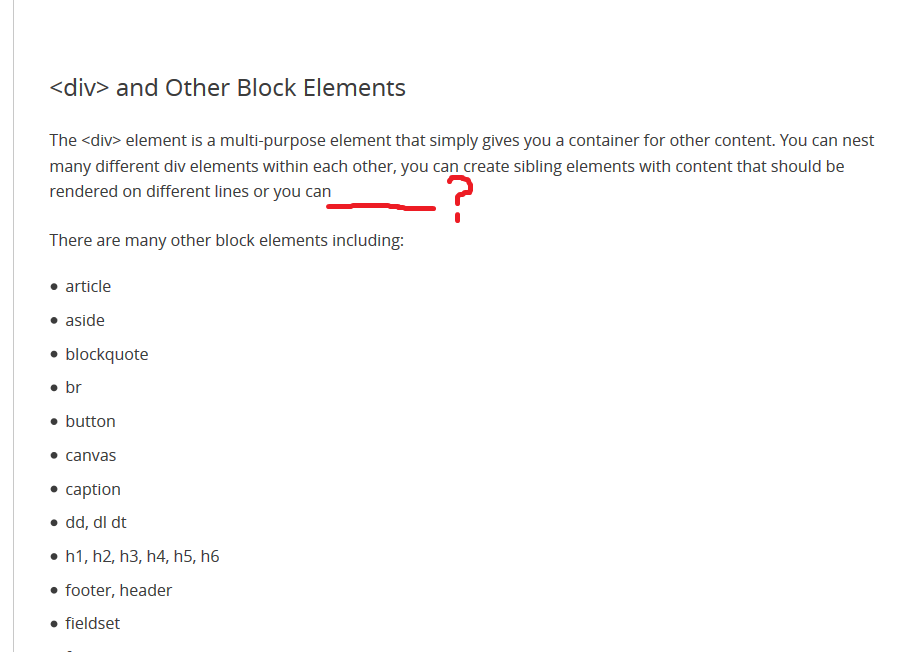 <div> and Other Block Elements
The <div> element is a multi-purpose element that simply gives you a container for other content. You can nest
many different div elements within each other, you can create sibling elements with content that should be
rendered on different lines or you can
?
There are many other block elements including:
• article
• aside
• blockquote
• br
• button
• canvas
• caption
• dd, dl dt
• h1, h2, h3, h4, h5, h6
• footer, header
• fieldset